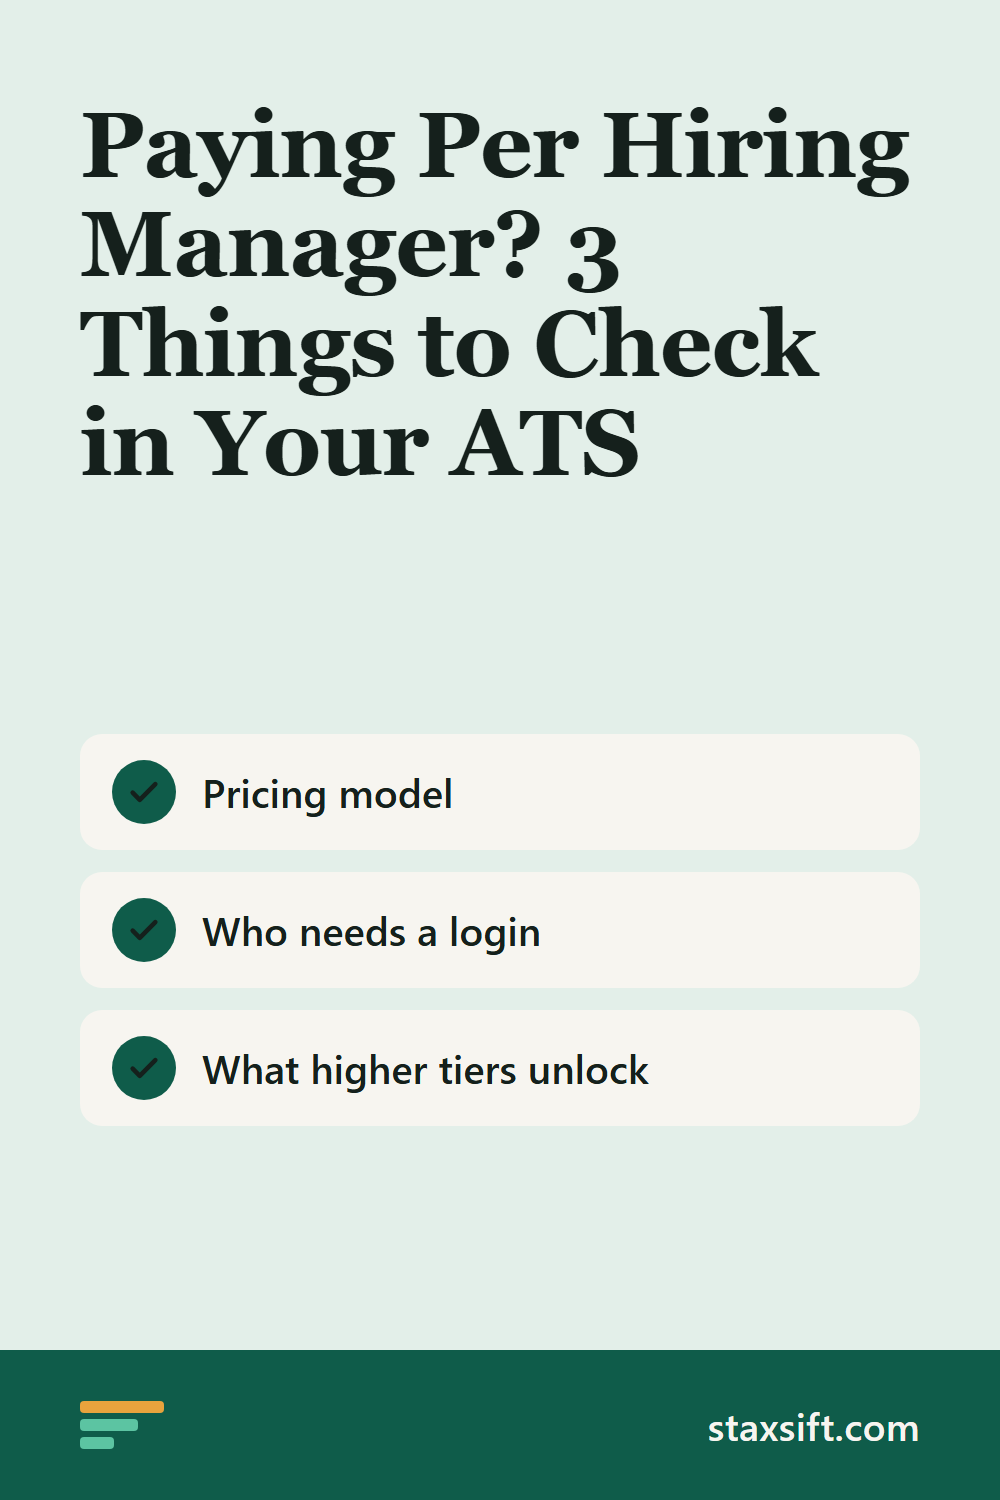 Paying Per Hiring
Manager? 3
Things to Check
in Your ATS
Pricing model
Who needs a login
What higher tiers unlock
staxsift.com